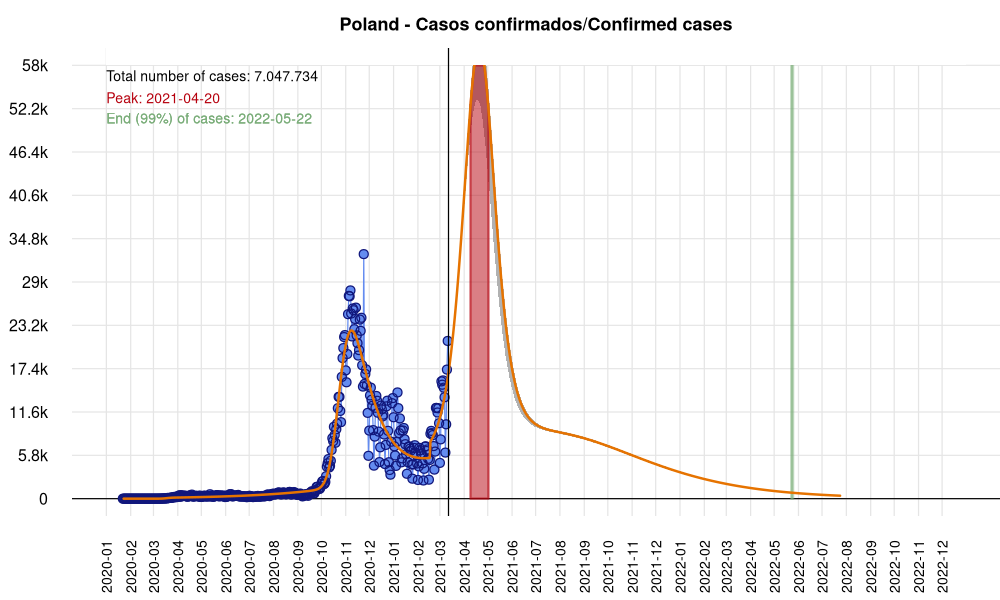 Poland - Casos confirmados/Confirmed cases
Total number of cases: 7.047.734
Peak: 2021-04-20
End (99%) of cases: 2022-05-22
58k
52.2k
46.4k
40.6k
34.8k
29k
23.2k
17.4k
11.6k
5.8k
0
2020-01
2020-02
2020-03
2020-04
2020-05
2020-06
2020-07
2020-08
2020-09
2020-10
2020-11
2020-12
2021-01
2021-02
2021-03
2021-04
2021-05
2021-06
2021-07
2021-08
2021-09
2021-10
2021-11
2021-12
2022-01
2022-02
2022-03
2022-04
2022-05
2022-06
2022-07
2022-08
2022-09
2022-10
2022-11
2022-12